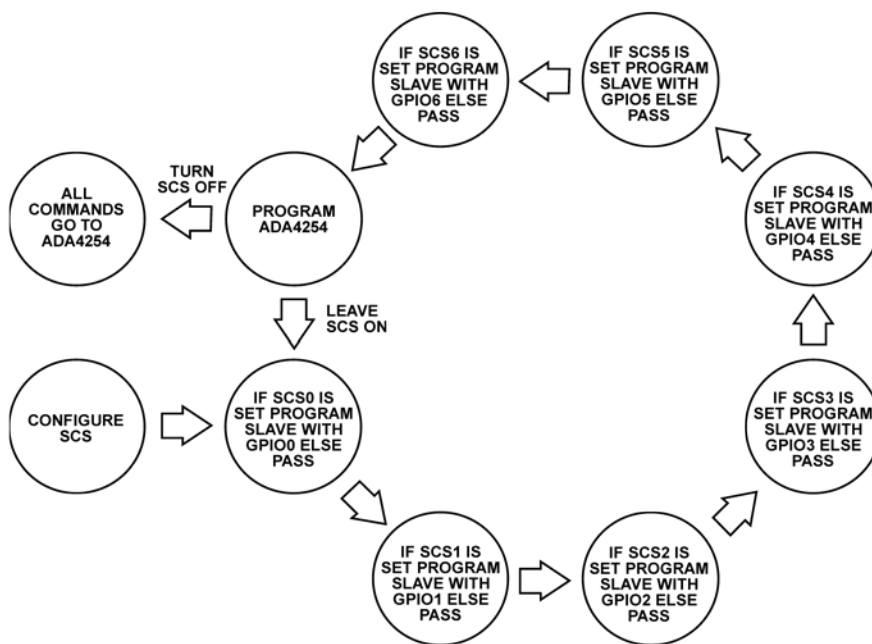 IF SCS6 IS
SET PROGRAM
SLAVE WITH
GPIO6 ELSE
PASS
IF SCS5 IS
SET PROGRAM
SLAVE WITH
GPIO5 ELSE
PASS
ALL
COMMANDS
GO TO
ADA4254
TURN
SCS OFF
PROGRAM
ADA4254
IF SCS4 IS
SET PROGRAM
SLAVE WITH
GPIO4 ELSE
PASS
LEAVE
SCS ON
CONFIGURE
SCS
IF SCS0 IS
SET PROGRAM
SLAVE WITH
GPIO0 ELSE
PASS
IF SCS3 IS
SET PROGRAM
SLAVE WITH
GPIO3 ELSE
PASS
IF SCS1 IS
SET PROGRAM
SLAVE WITH
GPIO1 ELSE
PASS
IF SCS2 IS
SET PROGRAM
SLAVE WITH
GPIO2 ELSE
PASS